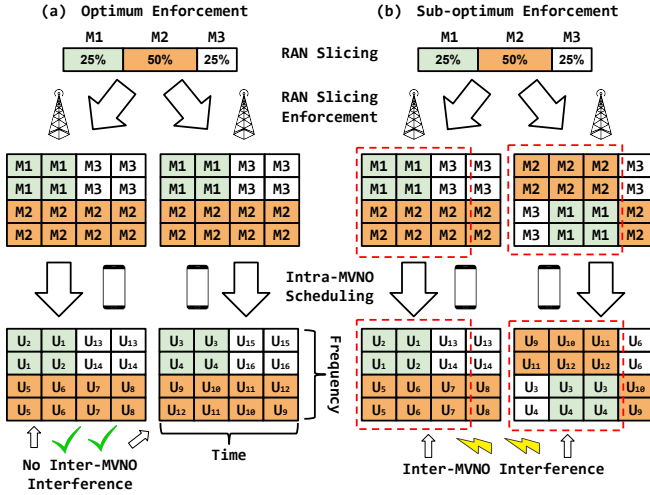 (a) Optimum Enforcement
(b) Sub-optimum Enforcement
M1 M2 M3
25% 50% 25%
RAN Slicing
M1 M2 M3
25% 50% 25%
RAN Slicing
Enforcement
M1 M1 M3 M3
M1 M1 M3 M3
M2 M2 M2 M2
M2 M2 M2 M2
M1 M1 M3 M3
M1 M1 M3 M3
M2 M2 M2 M2
M2 M2 M2 M2
M1 M1 M3 M3
M1 M1 M3 M3
M2 M2 M2 M2
M2 M2 M2 M2
M2 M2 M2 M3
M2 M2 M2 M3
M3 M1 M1 M2
M3 M1 M1 M2
Intra-MVNO
Scheduling
U₂ U₁ U₁₃ U₁₃
U₁ U₂ U₁₄ U₁₄
U₅ U₆ U₇ U₈
U₅ U₆ U₇ U₈
U₃ U₃ U₁₅ U₁₅
U₄ U₄ U₁₆ U₁₆
U₉ U₁₀ U₁₁ U₁₂
U₁₂ U₁₁ U₁₀ U₉
Frequency
Time
U₂ U₁ U₁₃ U₁₃
U₁ U₂ U₁₄ U₁₄
U₅ U₆ U₇ U₈
U₅ U₆ U₇ U₈
U₉ U₁₀ U₁₁ U₆
U₁₁ U₁₂ U₁₂ U₆
U₃ U₃ U₃ U₁₀
U₄ U₄ U₄ U₉
No Inter-MVNO
Interference
Inter-MVNO Interference